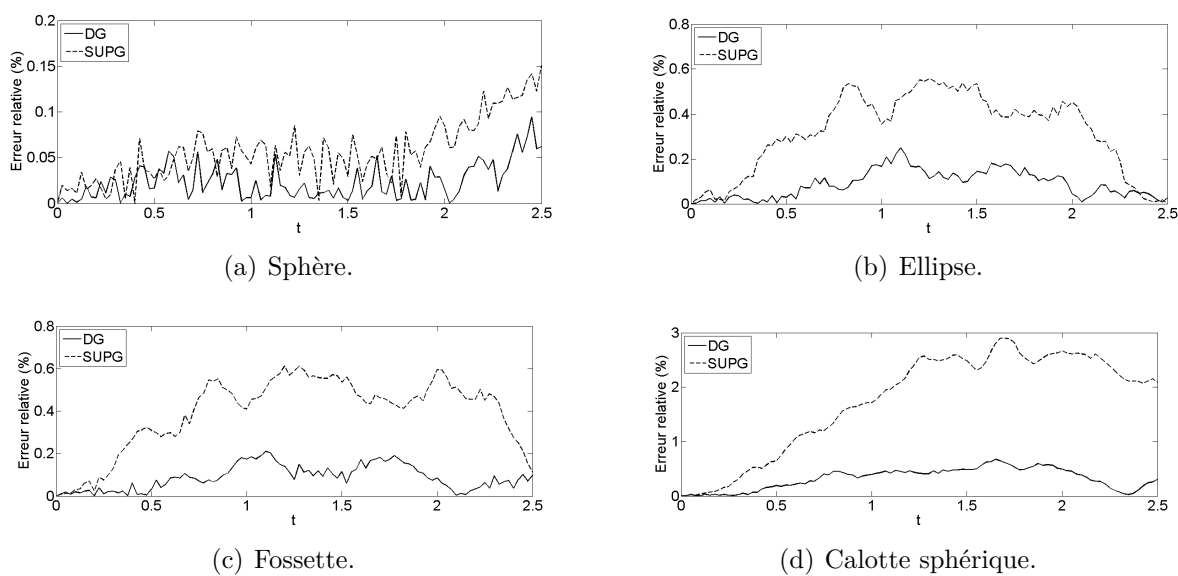 0.2
0.15
0.1
0.05
0
Erreur relative (%)
DG
SUPG
0 0.5 1 1.5 2 2.5
t
(a) Sphère.
0.8
0.6
0.4
0.2
0
Erreur relative (%)
DG
SUPG
0 0.5 1 1.5 2 2.5
t
(b) Ellipse.
0.8
0.6
0.4
0.2
0
Erreur relative (%)
DG
SUPG
0 0.5 1 1.5 2 2.5
t
(c) Fossette.
3
2
1
0
Erreur relative (%)
DG
SUPG
0 0.5 1 1.5 2 2.5
t
(d) Calotte sphérique.